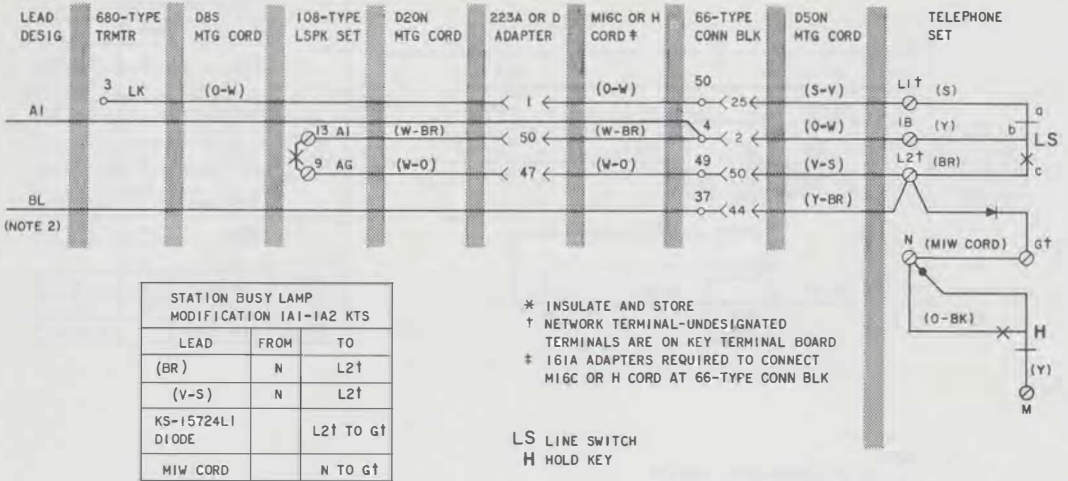 LEAD DESIG
680-TYPE TRMTR
D8S MTG CORD
108-TYPE LSPK SET
D20N MTG CORD
223A OR D ADAPTER
M16C OR H CORD ‡
66-TYPE CONN BLK
D50N MTG CORD
TELEPHONE SET
3 LK (O-W) 1 (O-W) 50 25 (S-V) L1† (S) a
A1
13 A1 (W-BR) 50 (W-BR) 4 2 (O-W) 1B (Y) b LS
9 AG (W-O) 47 (W-O) 49 50 (V-S) L2† (BR) c
BL 37 44 (Y-BR)
(NOTE 2)
N (M1W CORD) G†
(O-BK) H
(Y)
M
STATION BUSY LAMP
MODIFICATION 1A1-1A2 KTS
LEAD FROM TO
(BR) N L2†
(V-S) N L2†
KS-15724L1
DIODE L2† TO G†
M1W CORD N TO G†
* INSULATE AND STORE
† NETWORK TERMINAL-UNDESIGNATED
TERMINALS ARE ON KEY TERMINAL BOARD
‡ 161A ADAPTERS REQUIRED TO CONNECT
M16C OR H CORD AT 66-TYPE CONN BLK
LS LINE SWITCH
H HOLD KEY